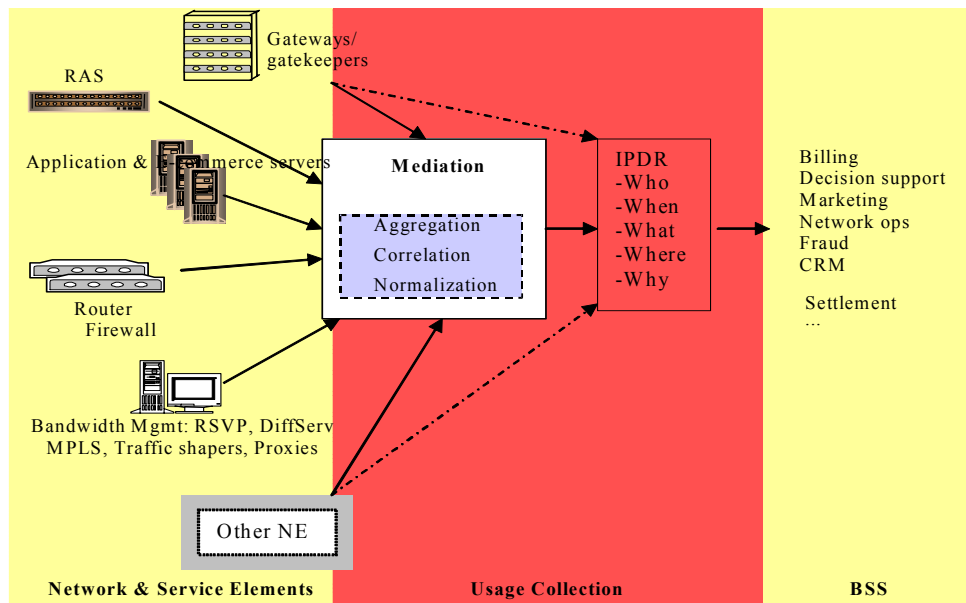 Gateways/
gatekeepers
RAS
Application & E-commerce servers
Mediation
Aggregation
Correlation
Normalization
IPDR
-Who
-When
-What
-Where
-Why
Billing
Decision support
Marketing
Network ops
Fraud
CRM
Settlement
...
Router
Firewall
Bandwidth Mgmt: RSVP, DiffServ
MPLS, Traffic shapers, Proxies
Other NE
Network & Service Elements
Usage Collection
BSS